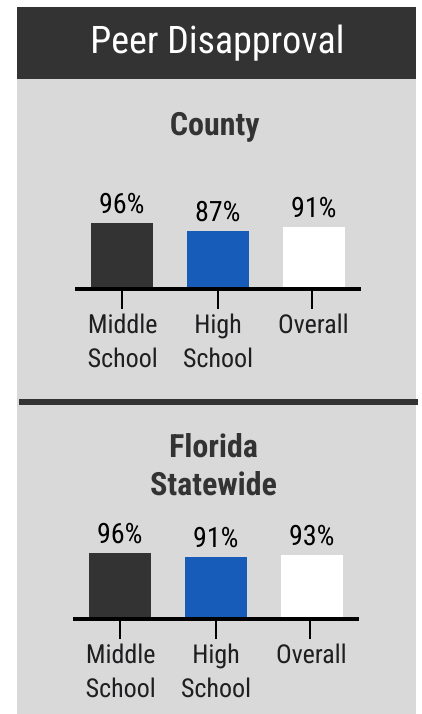 Peer Disapproval
County
96% 87% 91%
Middle School High School Overall
Florida
Statewide
96% 91% 93%
Middle School High School Overall